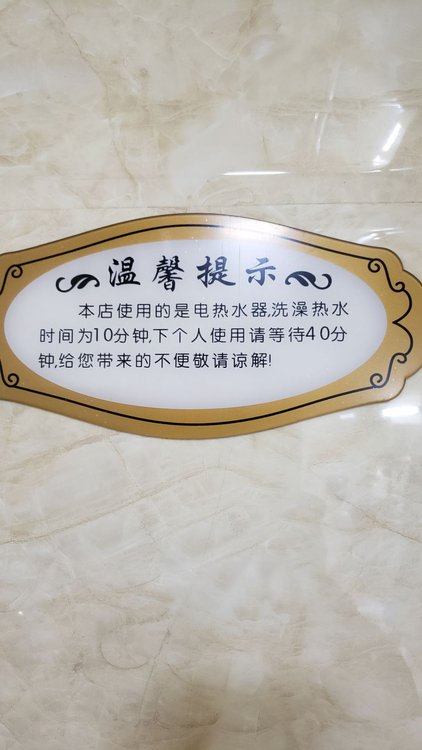 温馨提示
本店使用的是电热水器,洗澡热水
时间为10分钟,下个人使用请等待40分
钟,给您带来的不便敬请谅解!